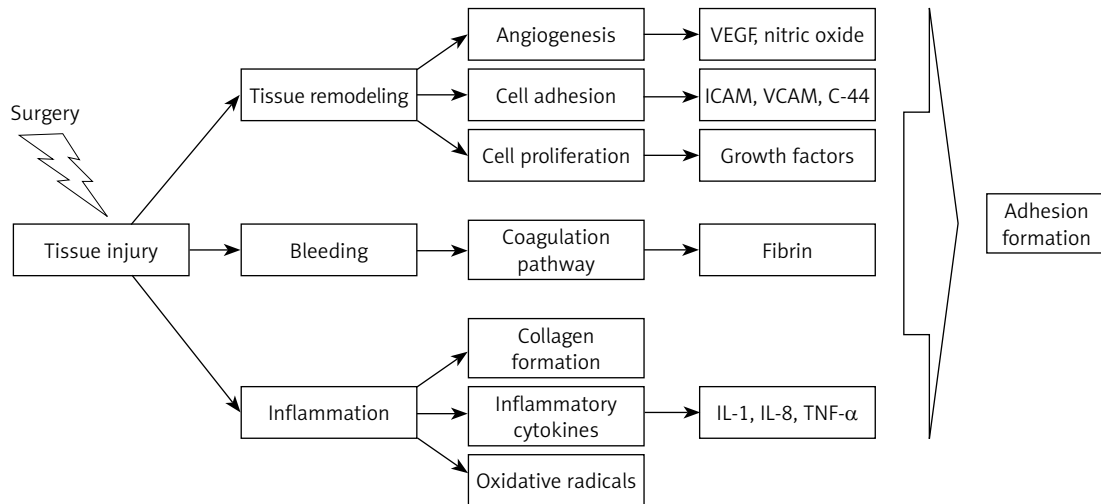 Surgery
Tissue injury
Tissue remodeling
Angiogenesis
VEGF, nitric oxide
Cell adhesion
ICAM, VCAM, C-44
Cell proliferation
Growth factors
Bleeding
Coagulation
pathway
Fibrin
Inflammation
Collagen
formation
Inflammatory
cytokines
IL-1, IL-8, TNF-α
Oxidative radicals
Adhesion
formation